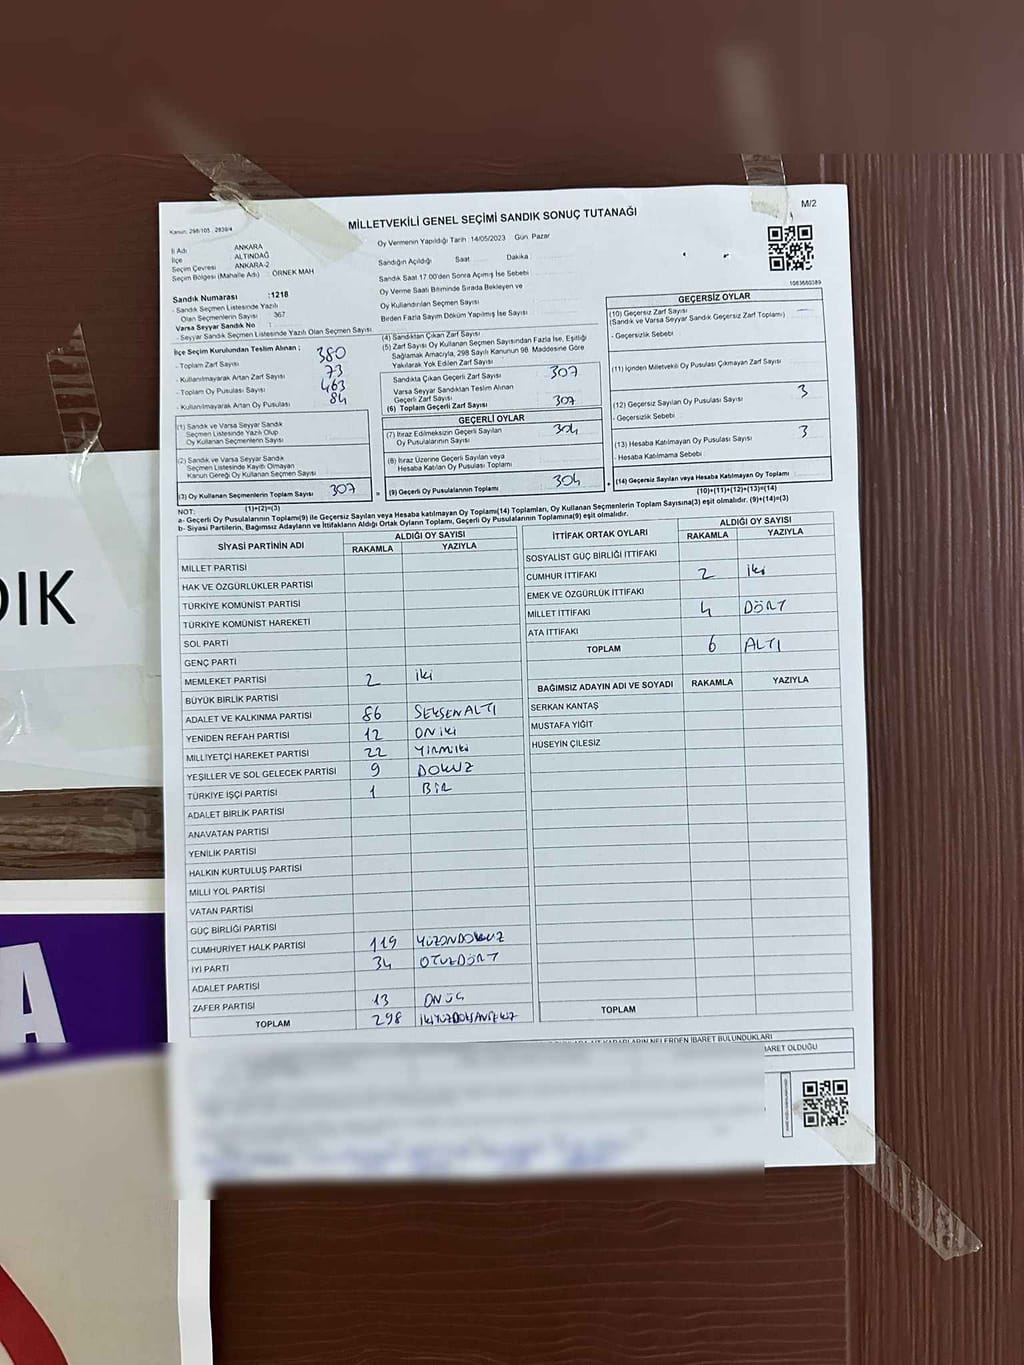 M/2
MİLLETVEKİLİ GENEL SEÇİMİ SANDIK SONUÇ TUTANAĞI
Kanun: 298/105 , 2839/4
İl Adı ANKARA
İlçe ALTINDAĞ
Seçim Çevresi ANKARA-2
Seçim Bölgesi (Mahalle Adı) : ÖRNEK MAH
Oy Vermenin Yapıldığı Tarih :14/05/2023 Gün: Pazar
Sandığın Açıldığı Saat Dakika
Sandık Saat 17:00'den Sonra Açımış İse Sebebi
Oy Verme Saati Bitiminde Sırada Bekleyen ve
Oy Kullandırılan Seçmen Sayısı
Birden Fazla Sayım Döküm Yapılmış İse Sayısı
1083680389
Sandık Numarası :1218
- Sandık Seçmen Listesinde Yazılı
Olan Seçmenlerin Sayısı 367
Varsa Seyyar Sandık No :
- Seyyar Sandık Seçmen Listesinde Yazılı Olan Seçmen Sayısı
İlçe Seçim Kurulundan Teslim Alınan ;
- Toplam Zarf Sayısı 380
- Kullanılmayarak Artan Zarf Sayısı 73
- Toplam Oy Pusulası Sayısı 463
- Kullanılmayarak Artan Oy Pusulası 84
(1) Sandık ve Varsa Seyyar Sandık
Seçmen Listesinde Yazılı Olup
Oy Kullanan Seçmenlerin Sayısı
(2) Sandık ve Varsa Seyyar Sandık
Seçmen Listesinde Kayıtlı Olmayan
Kanun Gereği Oy Kullanan Seçmen Sayısı
(3) Oy Kullanan Seçmenlerin Toplam Sayısı 307
(1)+(2)=(3)
(4) Sandıktan Çıkan Zarf Sayısı
(5) Zarf Sayısı Oy Kullanan Seçmen Sayısından Fazla İse, Eşitliği
Sağlamak Amacıyla, 298 Sayılı Kanunun 98. Maddesine Göre
Yakılarak Yok Edilen Zarf Sayısı
Sandıkta Çıkan Geçerli Zarf Sayısı 307
Varsa Seyyar Sandıktan Teslim Alınan
Geçerli Zarf Sayısı
(6) Toplam Geçerli Zarf Sayısı 307
GEÇERLİ OYLAR
(7) İtiraz Edilmeksizin Geçerli Sayılan
Oy Pusulalarının Sayısı 304
(8) İtiraz Üzerine Geçerli Sayılan veya
Hesaba Katılan Oy Pusulası Toplamı
= (9) Geçerli Oy Pusulalarının Toplamı 304
GEÇERSİZ OYLAR
(10) Geçersiz Zarf Sayısı
(Sandık ve Varsa Seyyar Sandık Geçersiz Zarf Toplamı)
- Geçersizlik Sebebi
(11) İçinden Milletvekili Oy Pusulası Çıkmayan Zarf Sayısı
(12) Geçersiz Sayılan Oy Pusulası Sayısı 3
- Geçersizlik Sebebi
(13) Hesaba Katılmayan Oy Pusulası Sayısı 3
- Hesaba Katılmama Sebebi
+ (14) Geçersiz Sayılan veya Hesaba Katılmayan Oy Toplamı
(10)+(11)+(12)+(13)=(14)
NOT:
a- Geçerli Oy Pusulaları Toplamı(9) ile Geçersiz Sayılan veya Hesaba katılmayan Oy Toplamı(14) Toplamları, Oy Kullanan Seçmenlerin Toplam Sayısına(3) eşit olmalıdır. (9)+(14)=(3)
b- Siyasi Partilerin, Bağımsız Adayların ve İttifakların Aldığı Ortak Oyların Toplamı, Geçerli Oy Pusulalarının Toplamına(9) eşit olmalıdır.
SİYASİ PARTİNİN ADI ALDIĞI OY SAYISI
RAKAMLA YAZIYLA
MİLLET PARTİSİ
HAK VE ÖZGÜRLÜKLER PARTİSİ
TÜRKİYE KOMÜNİST PARTİSİ
TÜRKİYE KOMÜNİST HAREKETİ
SOL PARTİ
GENÇ PARTİ
MEMLEKET PARTİSİ 2 iki
BÜYÜK BİRLİK PARTİSİ
ADALET VE KALKINMA PARTİSİ 86 SEKSENALTI
YENİDEN REFAH PARTİSİ 12 ONİKİ
MİLLİYETÇİ HAREKET PARTİSİ 22 YİRMİİKİ
YEŞİLLER VE SOL GELECEK PARTİSİ 9 DOKUZ
TÜRKİYE İŞÇİ PARTİSİ 1 BİR
ADALET BİRLİK PARTİSİ
ANAVATAN PARTİSİ
YENİLİK PARTİSİ
HALKIN KURTULUŞ PARTİSİ
MİLLİ YOL PARTİSİ
VATAN PARTİSİ
GÜÇ BİRLİĞİ PARTİSİ
CUMHURİYET HALK PARTİSİ 119 YÜZONDOKUZ
İYİ PARTİ 34 OTUZDÖRT
ADALET PARTİSİ
ZAFER PARTİSİ 13 ONÜÇ
TOPLAM 298 İKİYÜZDOKSANSEKİZ
İTTİFAK ORTAK OYLARI ALDIĞI OY SAYISI
RAKAMLA YAZIYLA
SOSYALİST GÜÇ BİRLİĞİ İTTİFAKI
CUMHUR İTTİFAKI 2 iki
EMEK VE ÖZGÜRLÜK İTTİFAKI
MİLLET İTTİFAKI 4 DÖRT
ATA İTTİFAKI
TOPLAM 6 ALTI
BAĞIMSIZ ADAYIN ADI VE SOYADI RAKAMLA YAZIYLA
SERKAN KANTAŞ
MUSTAFA YİĞİT
HÜSEYİN ÇİLESİZ
TOPLAM
NELERDEN İBARET BULUNDUKLARI
BARET OLDUĞU
DIK
A